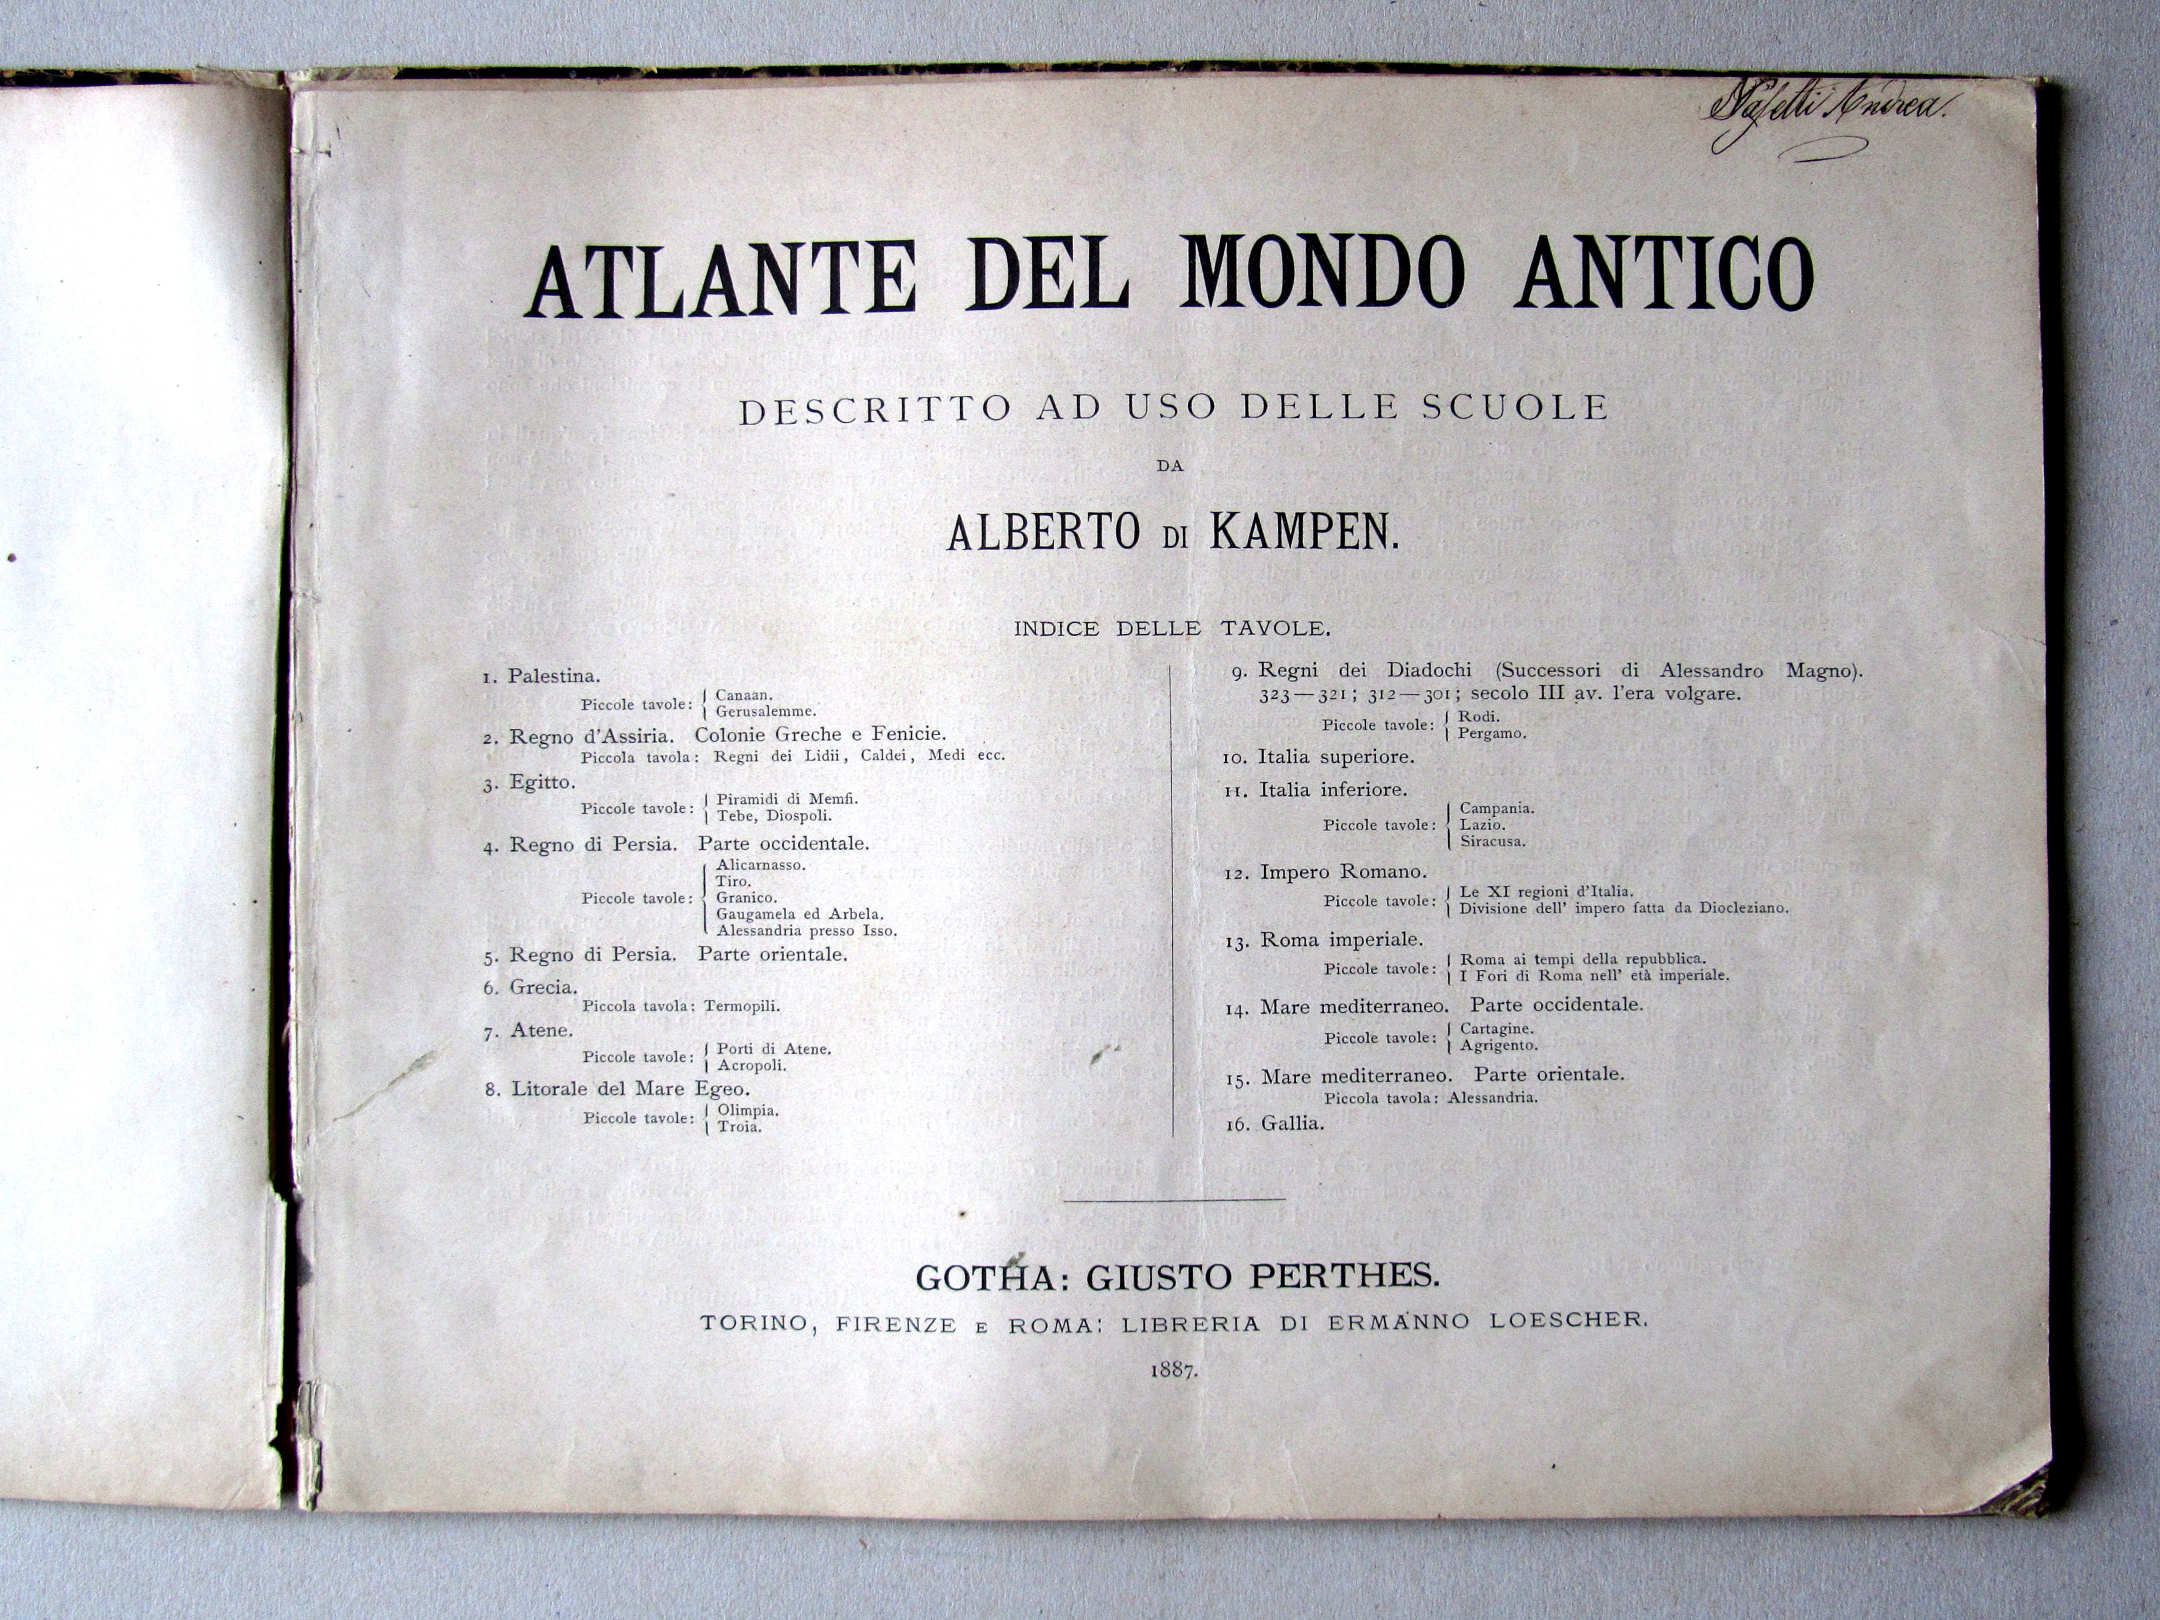 Andrea.
ATLANTE DEL MONDO ANTICO
DESCRITTO AD USO DELLE SCUOLE
DA
ALBERTO DI KAMPEN.
INDICE DELLE TAVOLE.
1. Palestina.
Piccole tavole: { Canaan.
Gerusalemme.
2. Regno d'Assiria. Colonie Greche e Fenicie.
Piccola tavola: Regni dei Lidii, Caldei, Medi ecc.
3. Egitto.
Piccole tavole: { Piramidi di Memfi.
Tebe, Diospoli.
4. Regno di Persia. Parte occidentale.
Piccole tavole: { Alicarnasso.
Tiro.
Granico.
Gaugamela ed Arbela.
Alessandria presso Isso.
5. Regno di Persia. Parte orientale.
6. Grecia.
Piccola tavola: Termopili.
7. Atene.
Piccole tavole: { Porti di Atene.
Acropoli.
8. Litorale del Mare Egeo.
Piccole tavole: { Olimpia.
Troia.
9. Regni dei Diadochi (Successori di Alessandro Magno).
323—321; 312—301; secolo III av. l'era volgare.
Piccole tavole: { Rodi.
Pergamo.
10. Italia superiore.
11. Italia inferiore.
Piccole tavole: { Campania.
Lazio.
Siracusa.
12. Impero Romano.
Piccole tavole: { Le XI regioni d'Italia.
Divisione dell' impero fatta da Diocleziano.
13. Roma imperiale.
Piccole tavole: { Roma ai tempi della repubblica.
I Fori di Roma nell' età imperiale.
14. Mare mediterraneo. Parte occidentale.
Piccole tavole: { Cartagine.
Agrigento.
15. Mare mediterraneo. Parte orientale.
Piccola tavola: Alessandria.
16. Gallia.
GOTHA: GIUSTO PERTHES.
TORINO, FIRENZE E ROMA: LIBRERIA DI ERMANNO LOESCHER.
1887.